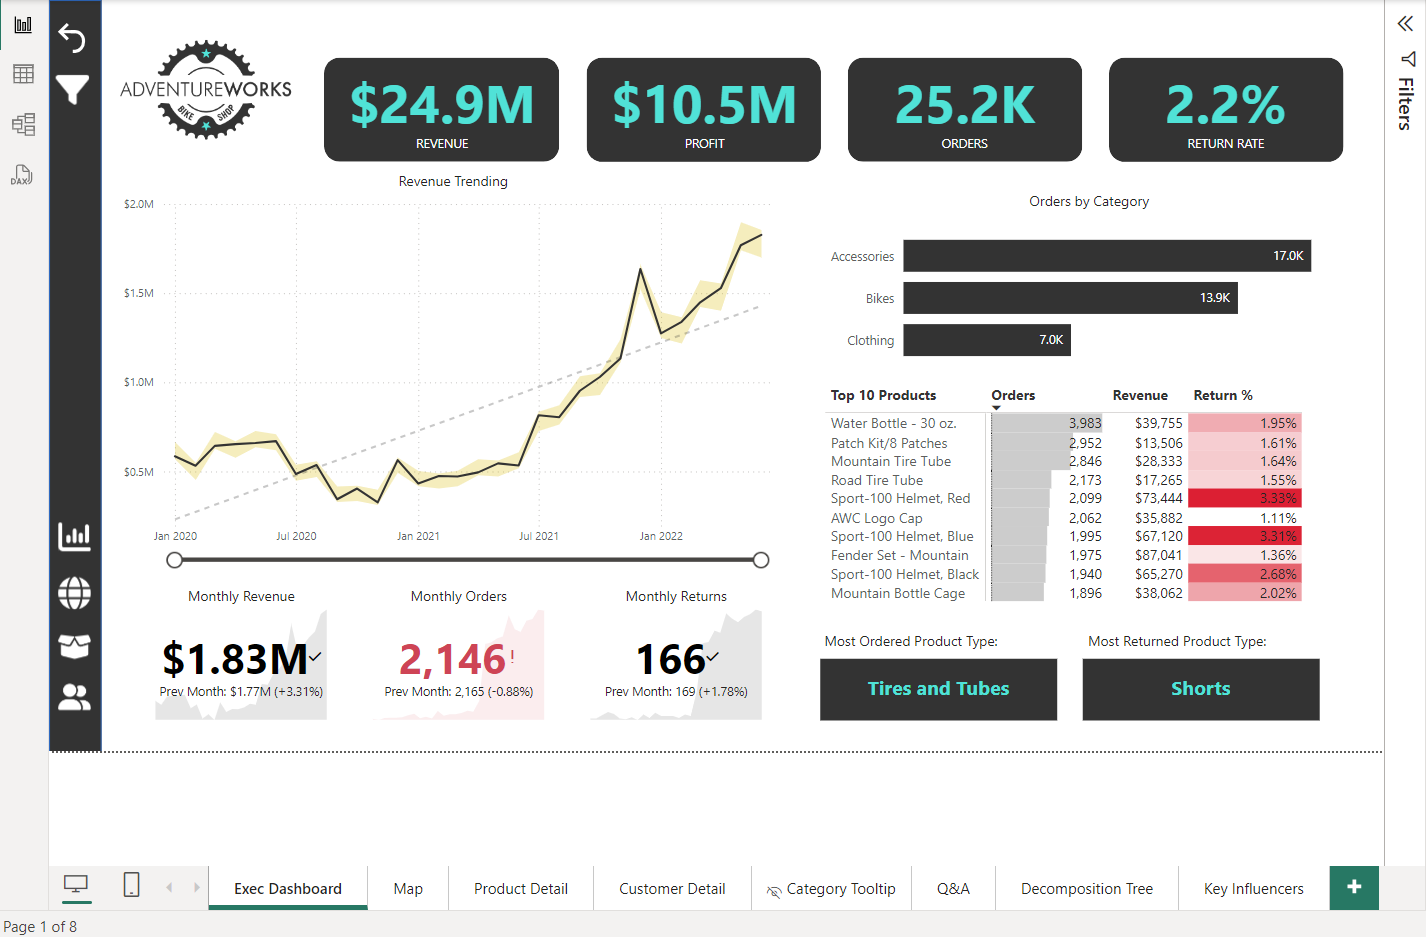 ADVENTUREWORKS
BIKE SHOP
$24.9M
REVENUE
$10.5M
PROFIT
25.2K
ORDERS
2.2%
RETURN RATE
Filters
DAX
Revenue Trending
$2.0M
$1.5M
$1.0M
$0.5M
Jan 2020 Jul 2020 Jan 2021 Jul 2021 Jan 2022
Orders by Category
Accessories 17.0K
Bikes 13.9K
Clothing 7.0K
Top 10 Products Orders Revenue Return %
Water Bottle - 30 oz. 3,983 $39,755 1.95%
Patch Kit/8 Patches 2,952 $13,506 1.61%
Mountain Tire Tube 2,846 $28,333 1.64%
Road Tire Tube 2,173 $17,265 1.55%
Sport-100 Helmet, Red 2,099 $73,444 3.33%
AWC Logo Cap 2,062 $35,882 1.11%
Sport-100 Helmet, Blue 1,995 $67,120 3.31%
Fender Set - Mountain 1,975 $87,041 1.36%
Sport-100 Helmet, Black 1,940 $65,270 2.68%
Mountain Bottle Cage 1,896 $38,062 2.02%
Monthly Revenue
$1.83M
Prev Month: $1.77M (+3.31%)
Monthly Orders
2,146!
Prev Month: 2,165 (-0.88%)
Monthly Returns
166
Prev Month: 169 (+1.78%)
Most Ordered Product Type:
Tires and Tubes
Most Returned Product Type:
Shorts
Exec Dashboard Map Product Detail Customer Detail Category Tooltip Q&A Decomposition Tree Key Influencers +
Page 1 of 8